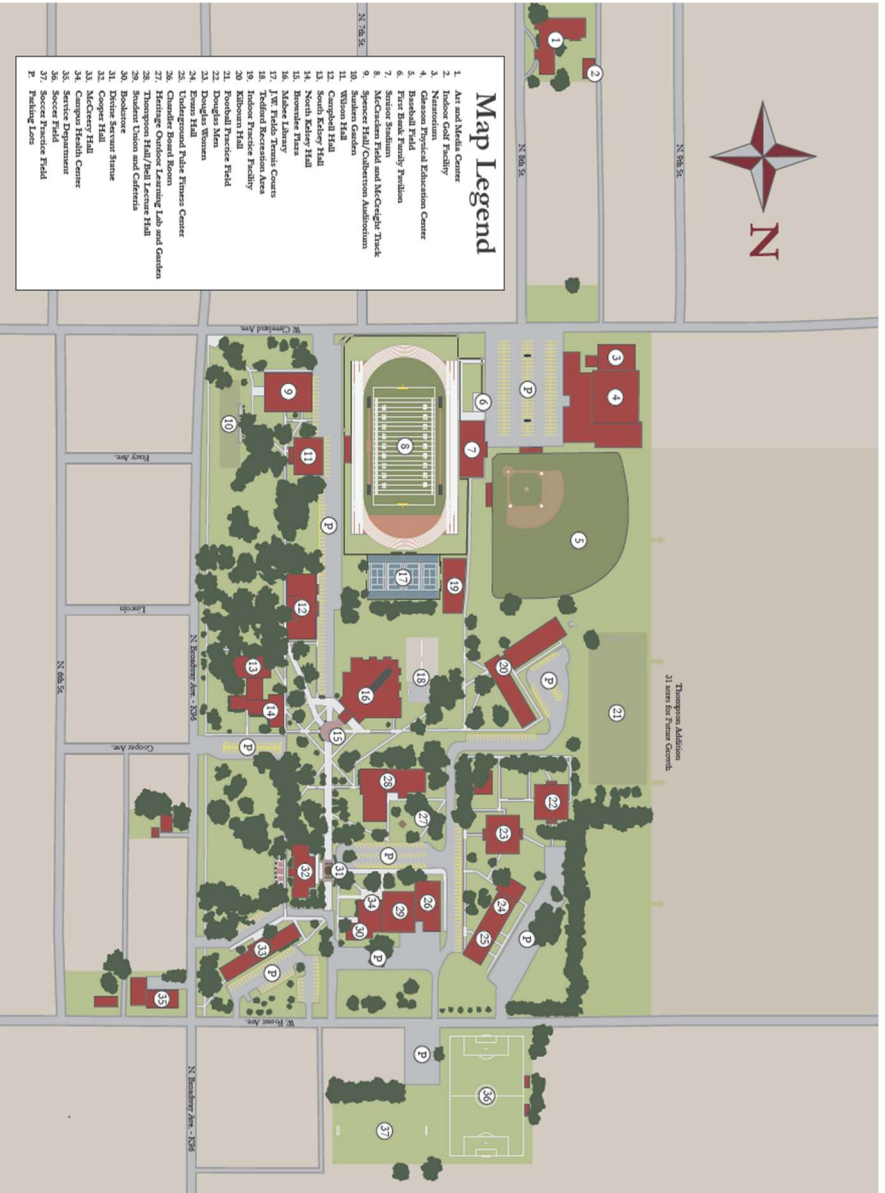 Map Legend
1. Art and Media Center
2. Indoor Golf Facility
3. Natatorium
4. Gleason Physical Education Center
5. Baseball Field
6. First Bank Family Pavilion
7. Smisor Stadium
8. McCracken Field and McCreight Track
9. Spencer Hall/Culbertson Auditorium
10. Sunken Garden
11. Wilson Hall
12. Campbell Hall
13. South Kelsey Hall
14. North Kelsey Hall
15. Brownlee Plaza
16. Mabee Library
17. J.W. Fields Tennis Courts
18. Tedford Recreation Area
19. Indoor Practice Facility
20. Kilbourn Hall
21. Football Practice Field
22. Douglas Men
23. Douglas Women
24. Evans Hall
25. Underground Pulse Fitness Center
26. Chandler Board Room
27. Heritage Outdoor Learning Lab and Garden
28. Thompson Hall/Bell Lecture Hall
29. Student Union and Cafeteria
30. Bookstore
31. Divine Servant Statue
32. Cooper Hall
33. McCreery Hall
34. Campus Health Center
35. Service Department
36. Soccer Field
37. Soccer Practice Field
P. Parking Lots
N
N. 9th St.
N. 8th St.
N. 7th St.
W. Cleveland Ave.
Tracy Ave.
Lincoln
Cooper Ave.
W. Forest Ave.
N. 6th St.
N. Broadway Ave. - K96
N. Broadway Ave. - K96
Thompson Addition
31 acres for Future Growth
1
2
3
4
5
6
7
8
9
10
11
12
13
14
15
16
17
18
19
20
21
22
23
24
25
26
27
28
29
30
31
32
33
34
35
36
37
P
P
P
P
P
P
P
P
P